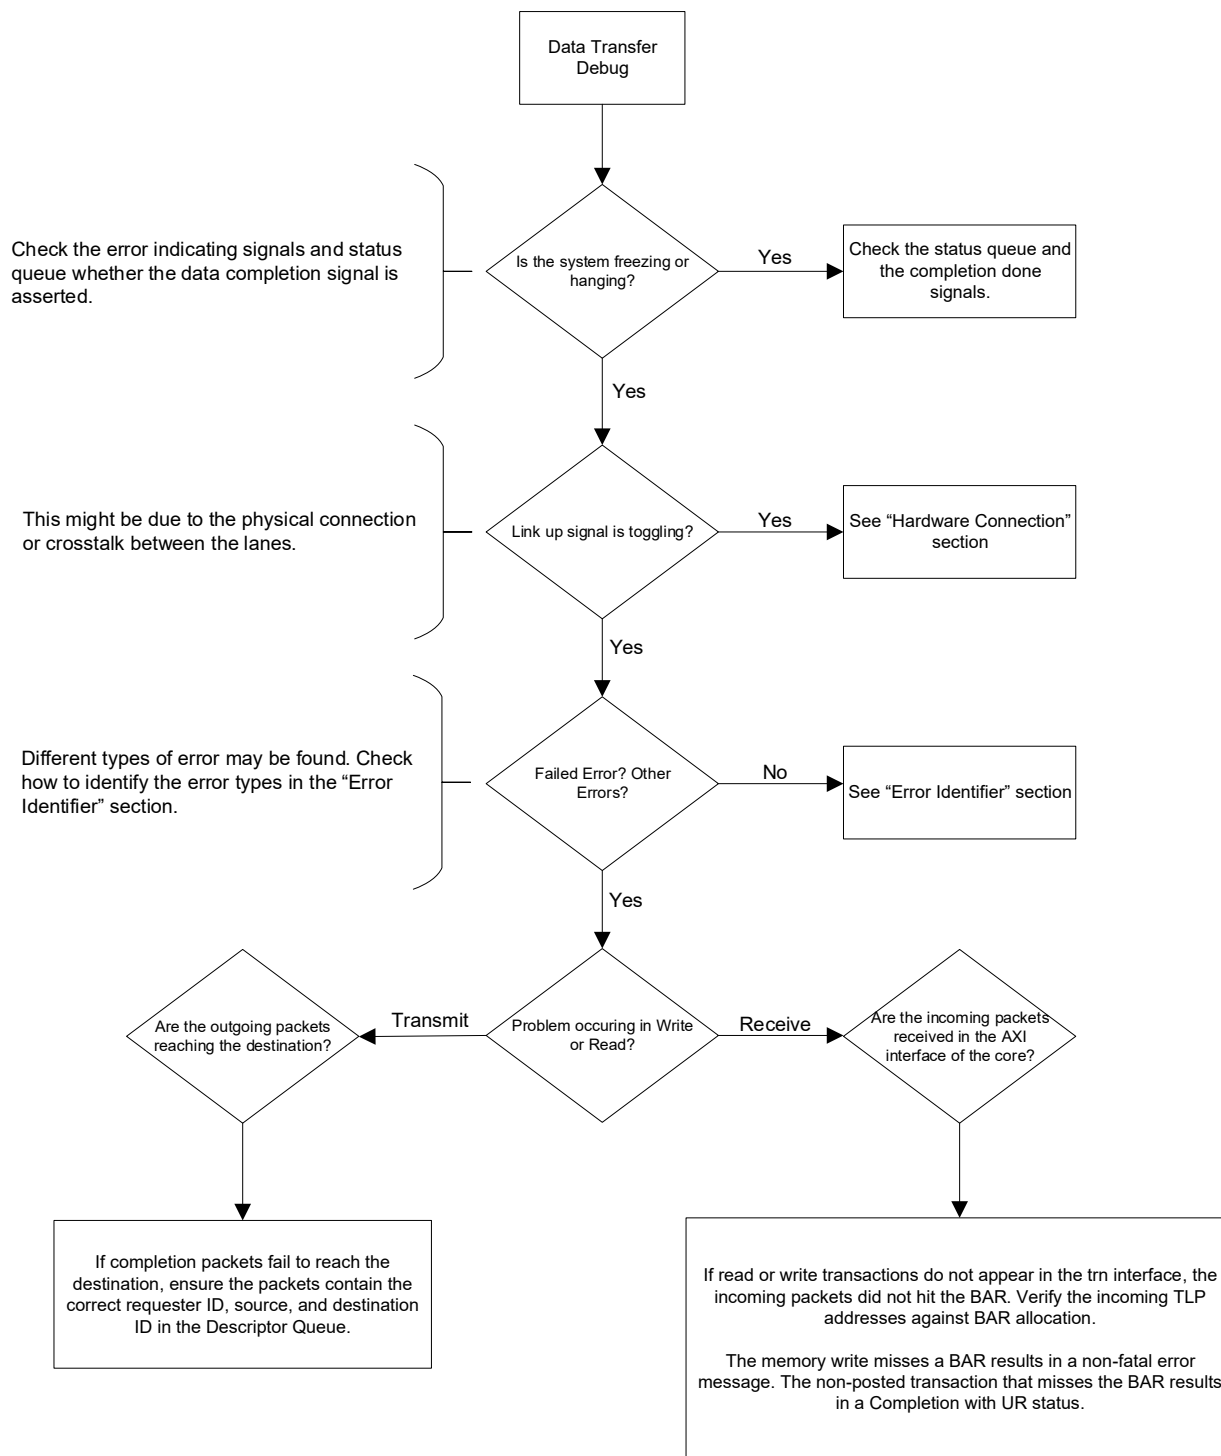 Data Transfer
Debug
Check the error indicating signals and status
queue whether the data completion signal is
asserted.
Is the system freezing or
hanging?
Yes
Check the status queue and
the completion done
signals.
Yes
This might be due to the physical connection
or crosstalk between the lanes.
Link up signal is toggling?
Yes
See “Hardware Connection”
section
Yes
Different types of error may be found. Check
how to identify the error types in the “Error
Identifier” section.
Failed Error? Other
Errors?
No
See “Error Identifier” section
Yes
Are the outgoing packets
reaching the destination?
Transmit
Problem occuring in Write
or Read?
Receive
Are the incoming packets
received in the AXI
interface of the core?
If completion packets fail to reach the
destination, ensure the packets contain the
correct requester ID, source, and destination
ID in the Descriptor Queue.
If read or write transactions do not appear in the trn interface, the
incoming packets did not hit the BAR. Verify the incoming TLP
addresses against BAR allocation.
The memory write misses a BAR results in a non-fatal error
message. The non-posted transaction that misses the BAR results
in a Completion with UR status.